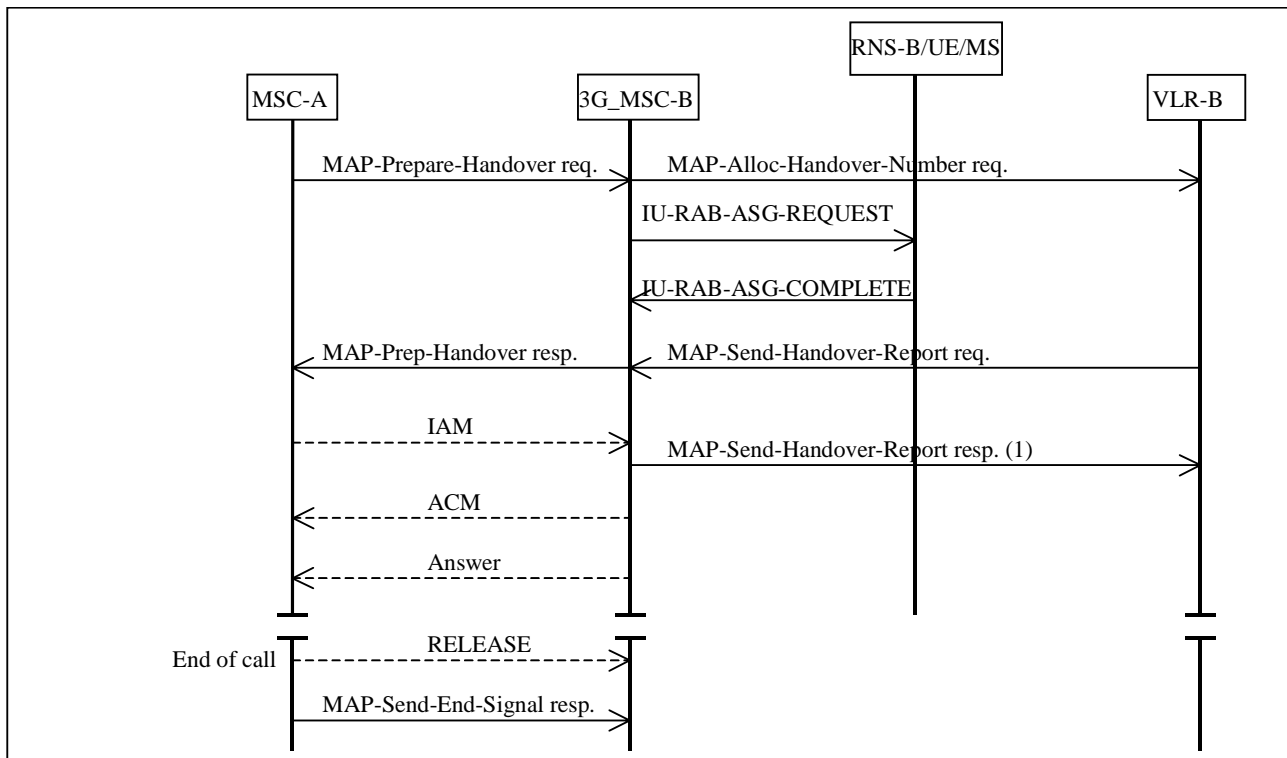 RNS-B/UE/MS
MSC-A
3G_MSC-B
VLR-B
MAP-Prepare-Handover req.
MAP-Alloc-Handover-Number req.
IU-RAB-ASG-REQUEST
IU-RAB-ASG-COMPLETE
MAP-Prep-Handover resp.
MAP-Send-Handover-Report req.
IAM
MAP-Send-Handover-Report resp. (1)
ACM
Answer
RELEASE
End of call
MAP-Send-End-Signal resp.